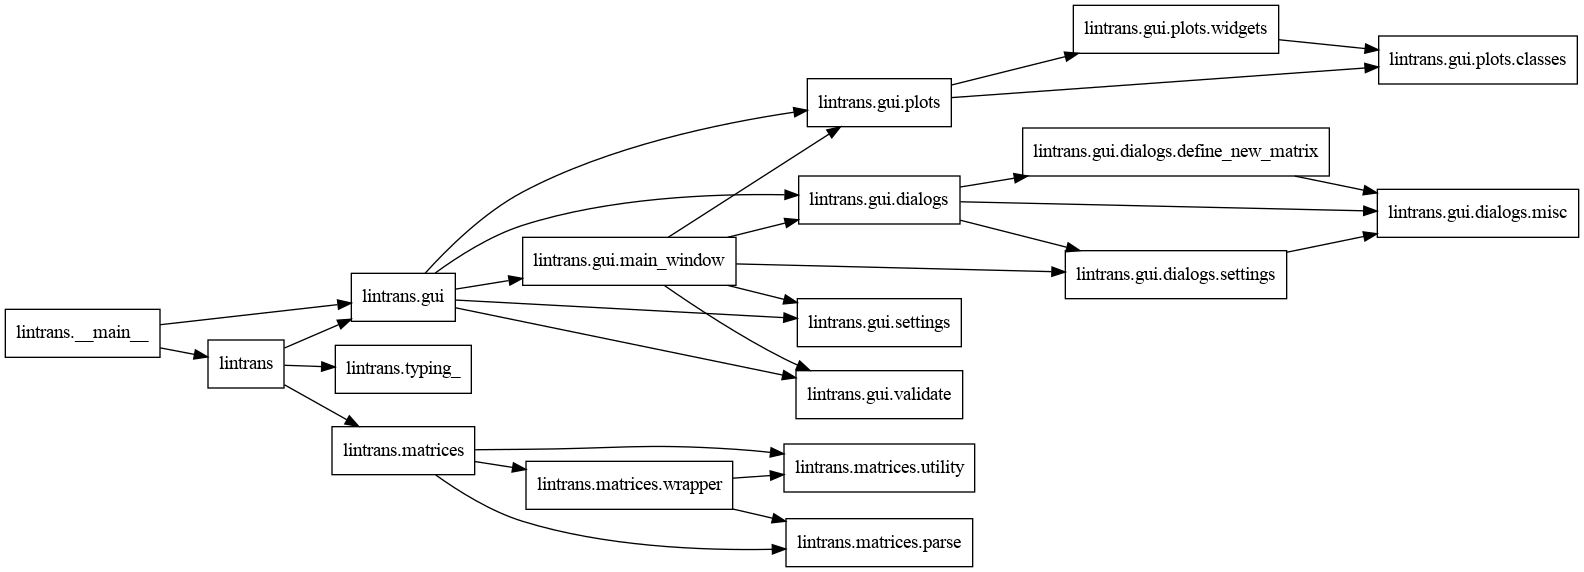 lintrans.__main__
lintrans
lintrans.gui
lintrans.typing_
lintrans.matrices
lintrans.gui.main_window
lintrans.matrices.wrapper
lintrans.gui.plots
lintrans.gui.dialogs
lintrans.gui.settings
lintrans.gui.validate
lintrans.matrices.utility
lintrans.matrices.parse
lintrans.gui.plots.widgets
lintrans.gui.dialogs.define_new_matrix
lintrans.gui.dialogs.settings
lintrans.gui.plots.classes
lintrans.gui.dialogs.misc